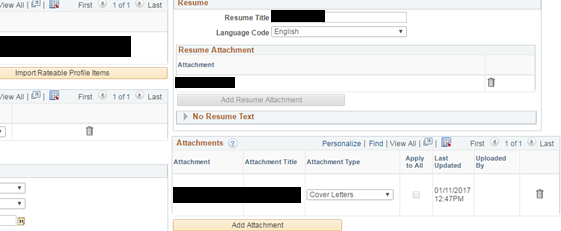 View All | First 1 of 1 Last
Import Rateable Profile Items
View All | First 1 of 1 Last
Resume
Resume Title
Language Code English
Resume Attachment
Attachment
Add Resume Attachment
No Resume Text
Attachments ? Personalize | Find | View All | First 1 of 1 Last
Attachment Attachment Title Attachment Type Apply to All Last Updated Uploaded By
Cover Letters 01/11/2017 12:47PM
Add Attachment